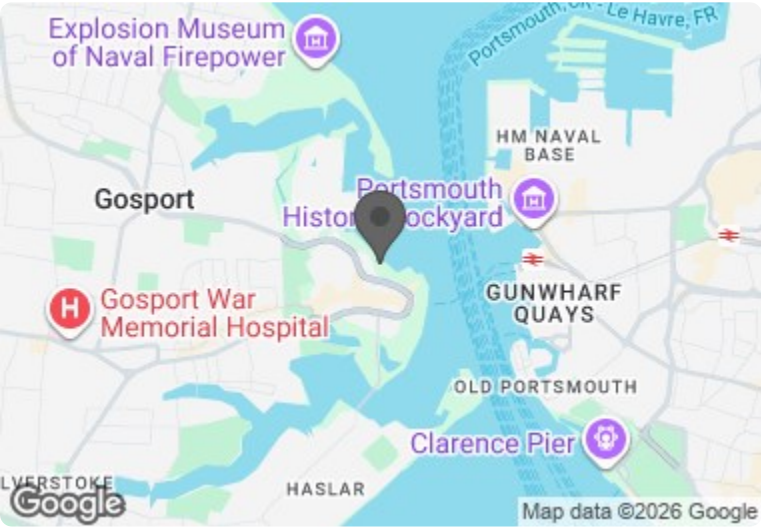 Explosion Museum
of Naval Firepower
Portsmouth, UK - Le Havre, FR
HM NAVAL
BASE
Gosport
Portsmouth
Historic Dockyard
H
Gosport War
Memorial Hospital
GUNWHARF
QUAYS
OLD PORTSMOUTH
Clarence Pier
LVERSTOKE
HASLAR
Google
Map data ©2026 Google